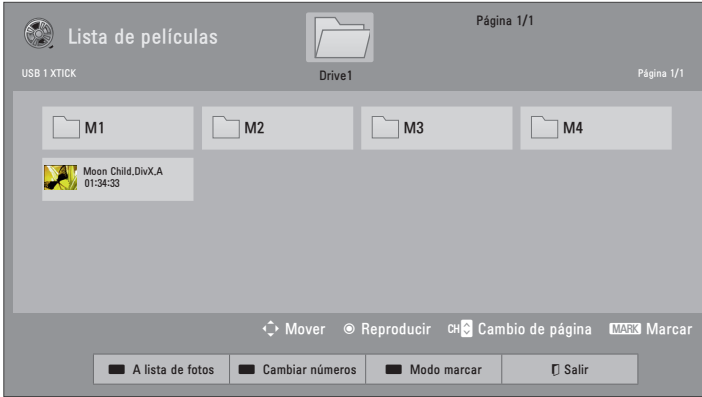 Lista de películas
Página 1/1
USB 1 XTICK
Drive1
Página 1/1
M1
M2
M3
M4
Moon Child.DivX.A
01:34:33
Mover
Reproducir
CH
Cambio de página
MARK
Marcar
A lista de fotos
Cambiar números
Modo marcar
Salir